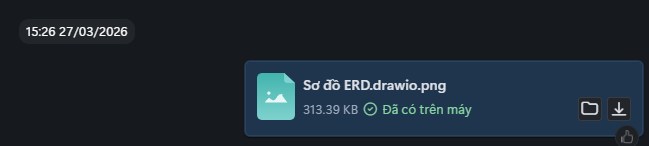 15:26 27/03/2026
Sơ đồ ERD.drawio.png
313.39 KB Đã có trên máy